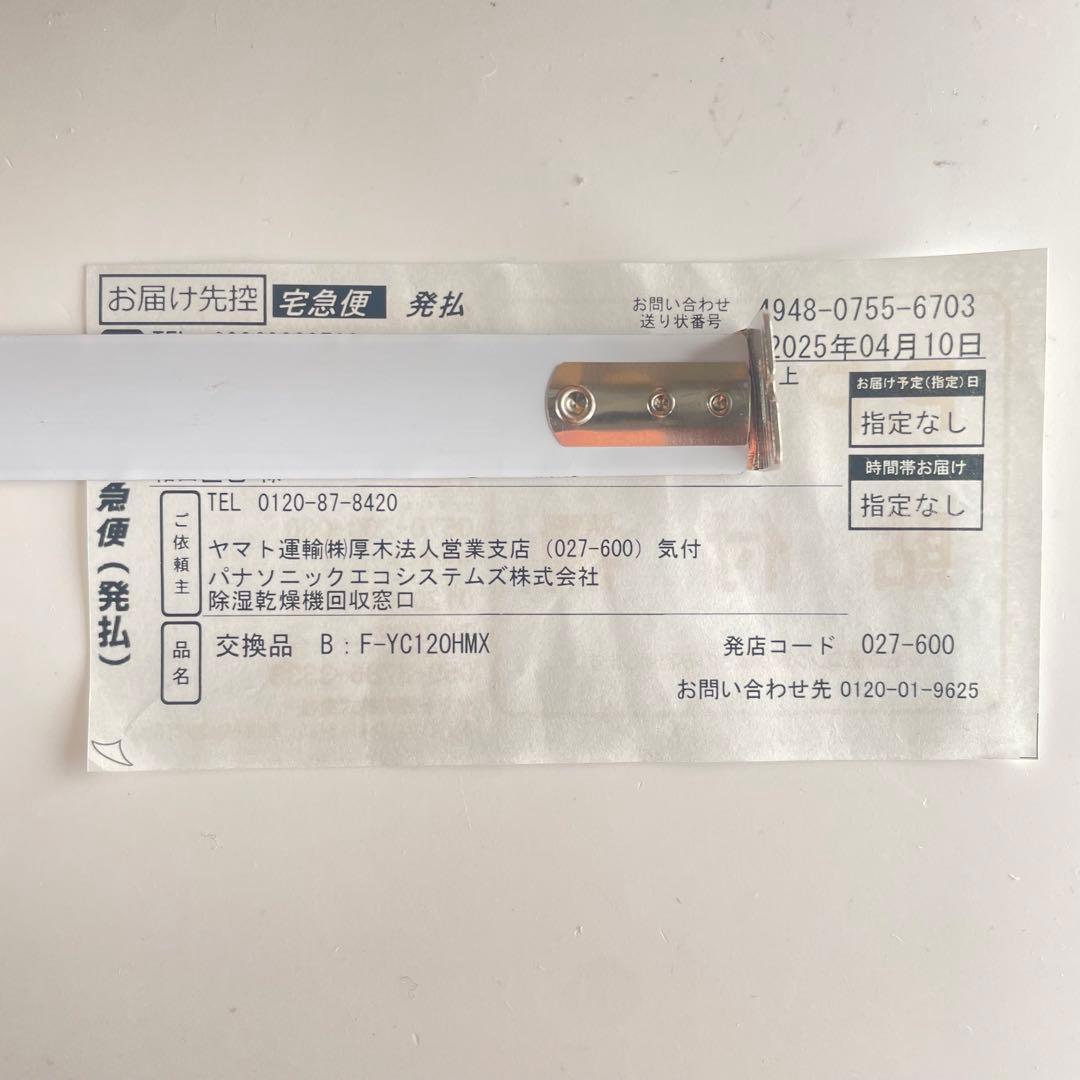 お届け先控 宅急便 発払
お問い合わせ
送り状番号
4948-0755-6703
2025年04月10日
上
お届け予定(指定)日
指定なし
時間帯お届け
指定なし
急便(発払)
ご依頼主
TEL 0120-87-8420
ヤマト運輸㈱厚木法人営業支店(027-600)気付
パナソニックエコシステムズ株式会社
除湿乾燥機回収窓口
品名
交換品 B:F-YC120HMX
発店コード 027-600
お問い合わせ先 0120-01-9625